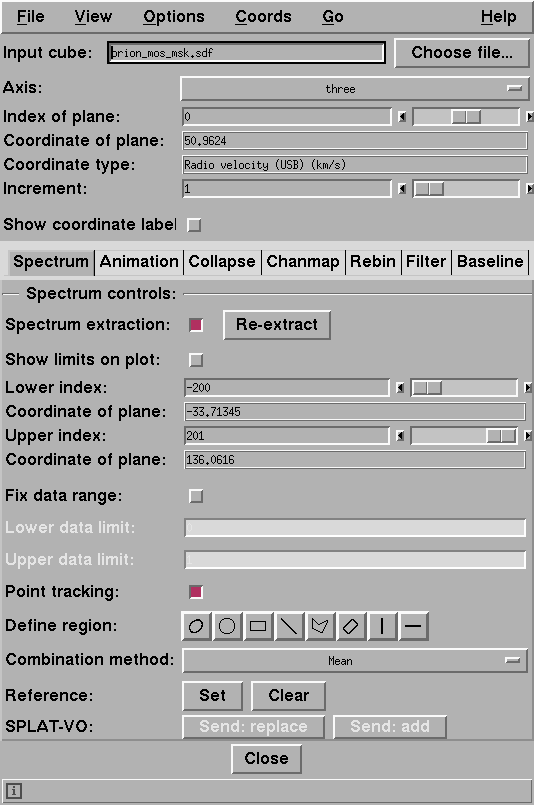 File View Options Coords Go Help
Input cube: orion_mos_msk.sdf Choose file...
Axis: three
Index of plane: 0
Coordinate of plane: 50.9624
Coordinate type: Radio velocity (USB) (km/s)
Increment: 1
Show coordinate label
Spectrum Animation Collapse Chanmap Rebin Filter Baseline
Spectrum controls:
Spectrum extraction: Re-extract
Show limits on plot:
Lower index: -200
Coordinate of plane: -33.71345
Upper index: 201
Coordinate of plane: 136.0616
Fix data range:
Lower data limit:
Upper data limit:
Point tracking:
Define region:
Combination method: Mean
Reference: Set Clear
SPLAT-VO: Send: replace Send: add
Close
i